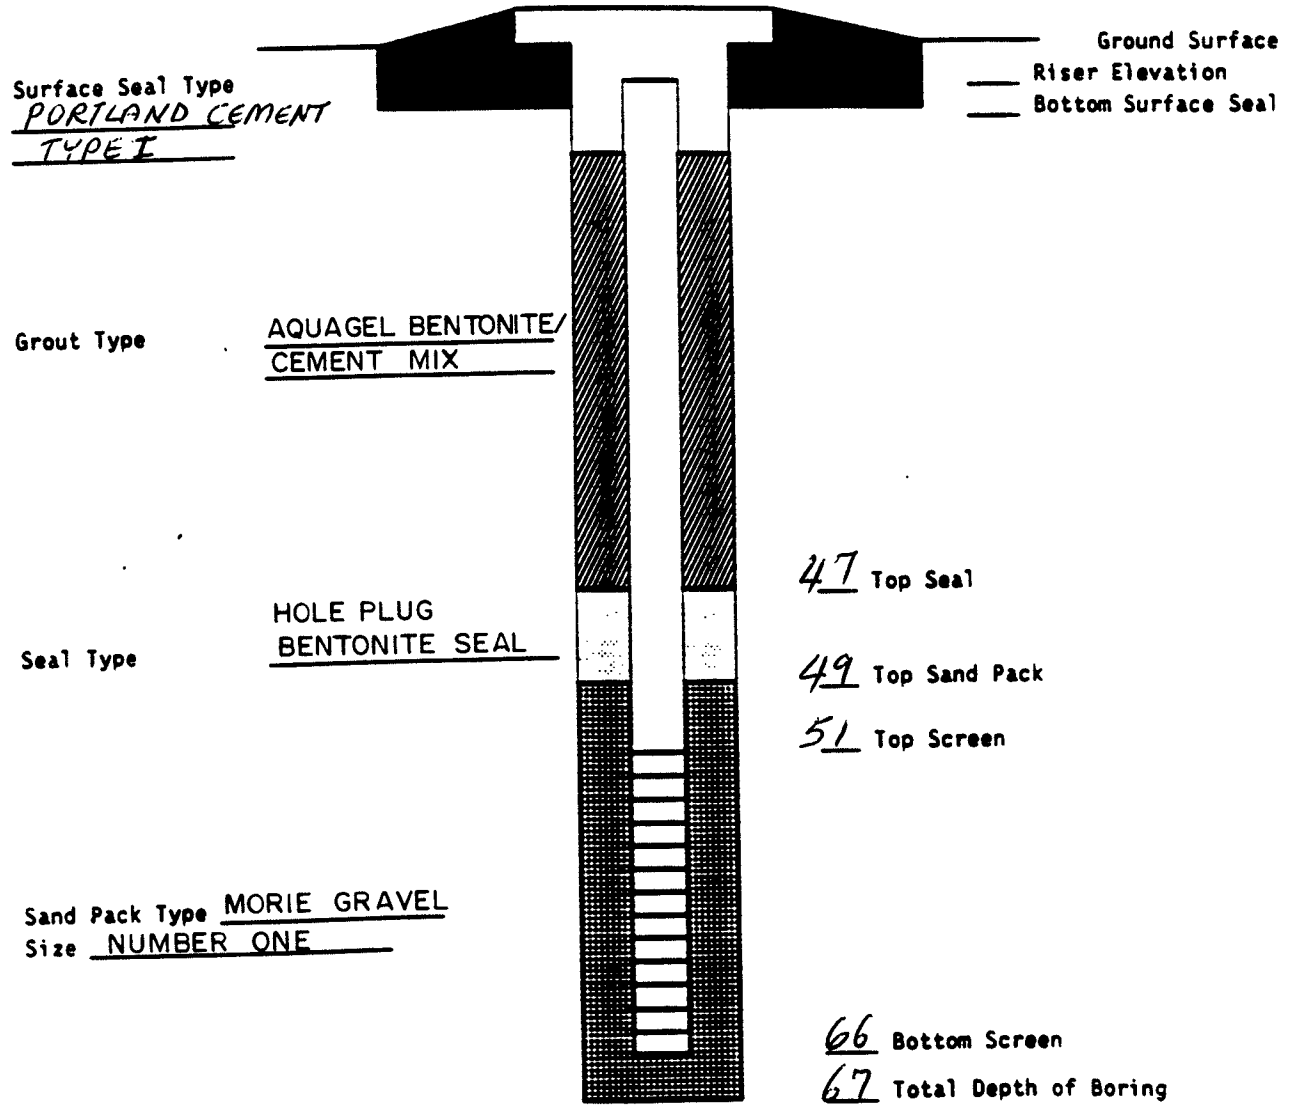 Ground Surface
Riser Elevation
Bottom Surface Seal
Surface Seal Type
PORTLAND CEMENT
TYPE I
Grout Type
AQUAGEL BENTONITE/
CEMENT MIX
47 Top Seal
HOLE PLUG
BENTONITE SEAL
Seal Type
49 Top Sand Pack
51 Top Screen
Sand Pack Type MORIE GRAVEL
Size NUMBER ONE
66 Bottom Screen
67 Total Depth of Boring